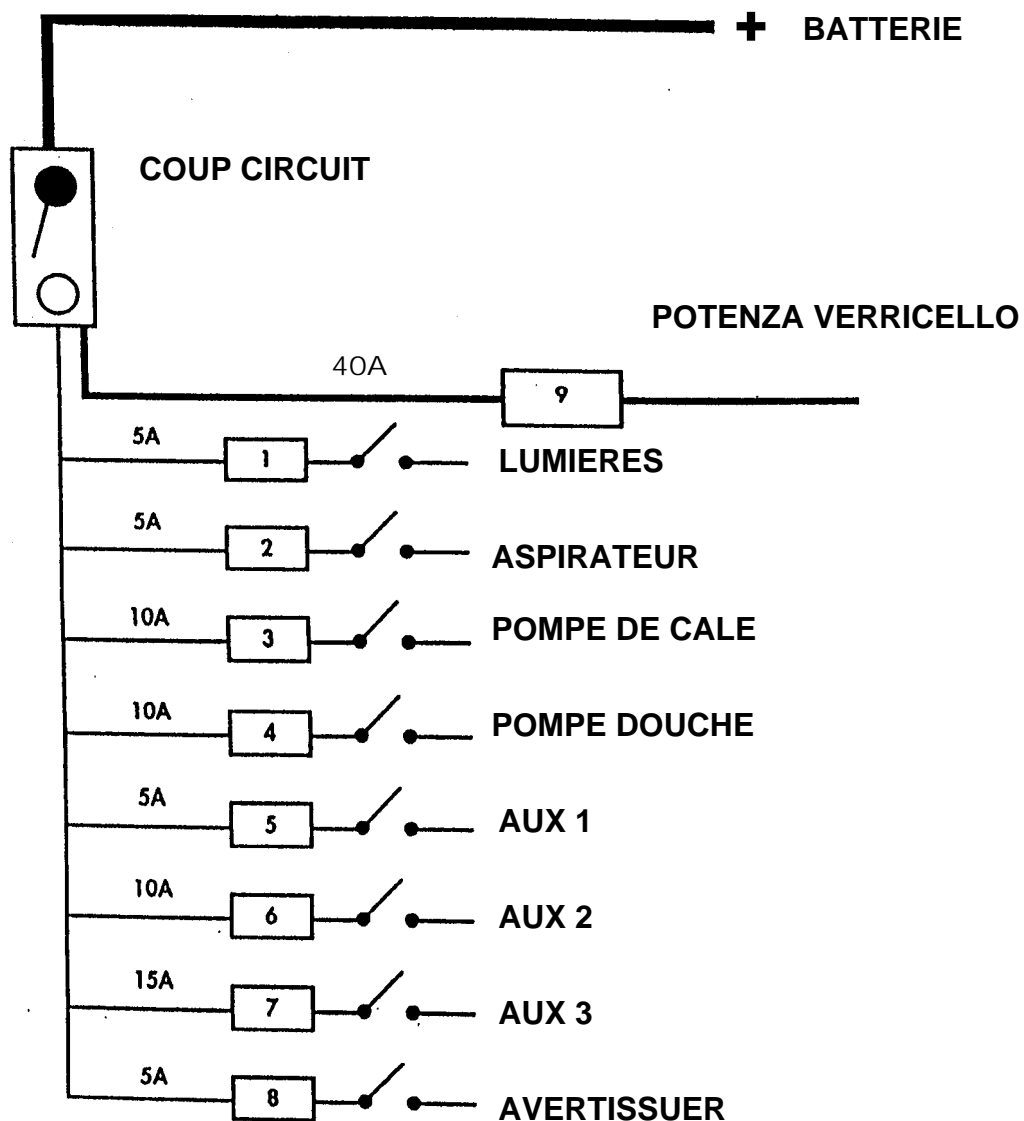 + BATTERIE
COUP CIRCUIT
POTENZA VERRICELLO
40A
9
5A
1
LUMIERES
5A
2
ASPIRATEUR
10A
3
POMPE DE CALE
10A
4
POMPE DOUCHE
5A
5
AUX 1
10A
6
AUX 2
15A
7
AUX 3
5A
8
AVERTISSUER